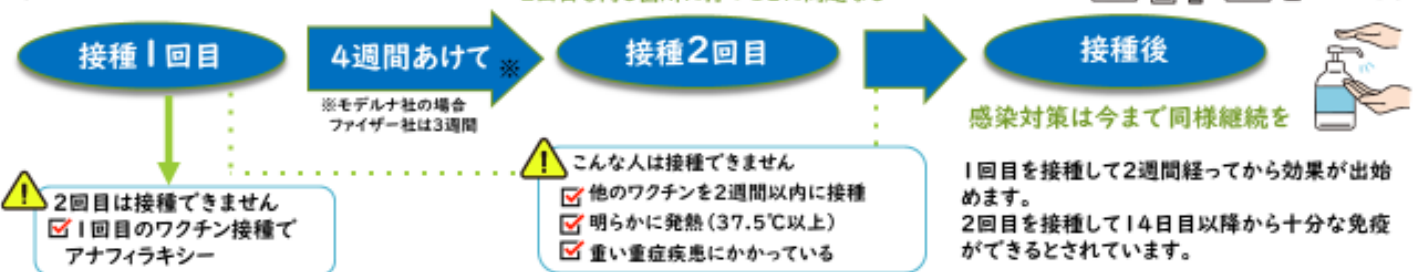 接種1回目
4週間あけて ※
接種2回目
接種後
※モデルナ社の場合
ファイザー社は3週間
感染対策は今まで同様継続を
2回目は接種できません
1回目のワクチン接種で
アナフィラキシー
こんな人は接種できません
他のワクチンを2週間以内に接種
明らかに発熱(37.5℃以上)
重い重症疾患にかかっている
1回目を接種して2週間経ってから効果が出始
めます。
2回目を接種して14日目以降から十分な免疫
ができるとされています。